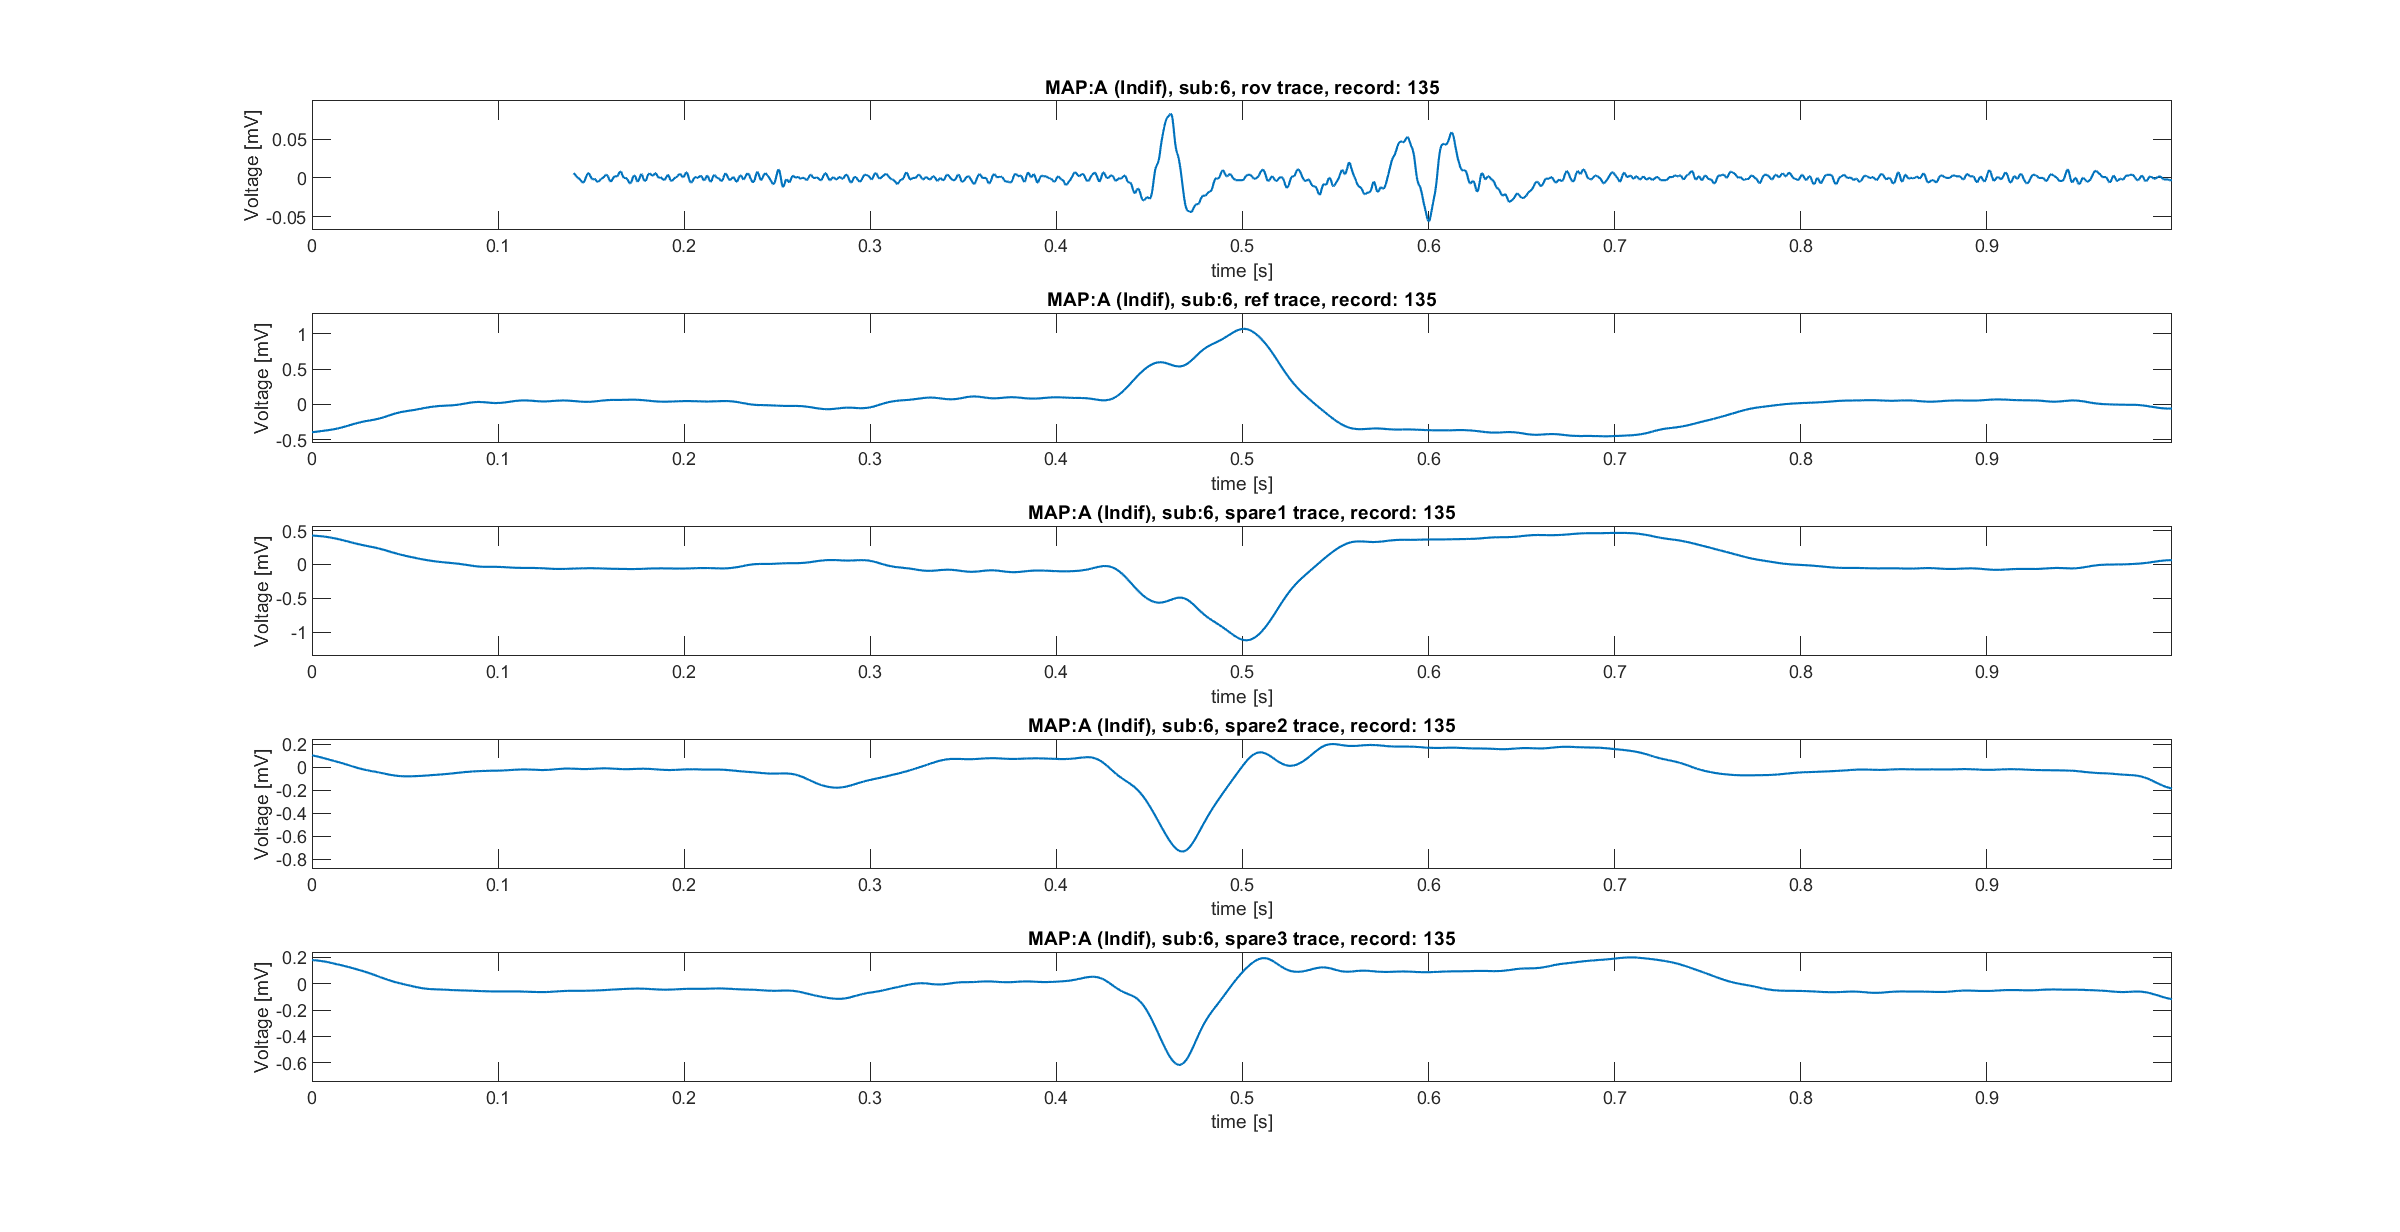 MAP:A (Indif), sub:6, rov trace, record: 135
Voltage [mV]
0.05
0
-0.05
0 0.1 0.2 0.3 0.4 0.5 0.6 0.7 0.8 0.9
time [s]
MAP:A (Indif), sub:6, ref trace, record: 135
Voltage [mV]
1
0.5
0
-0.5
0 0.1 0.2 0.3 0.4 0.5 0.6 0.7 0.8 0.9
time [s]
MAP:A (Indif), sub:6, spare1 trace, record: 135
Voltage [mV]
0.5
0
-0.5
-1
0 0.1 0.2 0.3 0.4 0.5 0.6 0.7 0.8 0.9
time [s]
MAP:A (Indif), sub:6, spare2 trace, record: 135
Voltage [mV]
0.2
0
-0.2
-0.4
-0.6
-0.8
0 0.1 0.2 0.3 0.4 0.5 0.6 0.7 0.8 0.9
time [s]
MAP:A (Indif), sub:6, spare3 trace, record: 135
Voltage [mV]
0.2
0
-0.2
-0.4
-0.6
0 0.1 0.2 0.3 0.4 0.5 0.6 0.7 0.8 0.9
time [s]